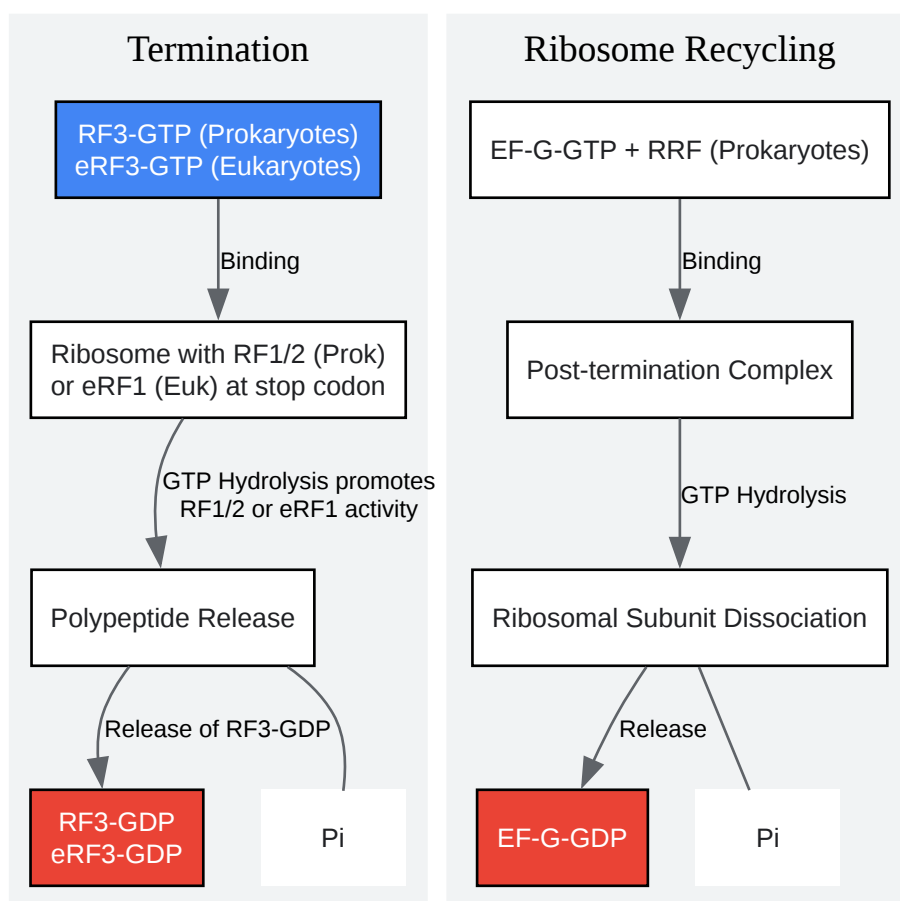 Termination
RF3-GTP (Prokaryotes)
eRF3-GTP (Eukaryotes)
Binding
Ribosome with RF1/2 (Prok)
or eRF1 (Euk) at stop codon
GTP Hydrolysis promotes
RF1/2 or eRF1 activity
Polypeptide Release
Release of RF3-GDP
RF3-GDP
eRF3-GDP
Pi
Ribosome Recycling
EF-G-GTP + RRF (Prokaryotes)
Binding
Post-termination Complex
GTP Hydrolysis
Ribosomal Subunit Dissociation
Release
EF-G-GDP
Pi